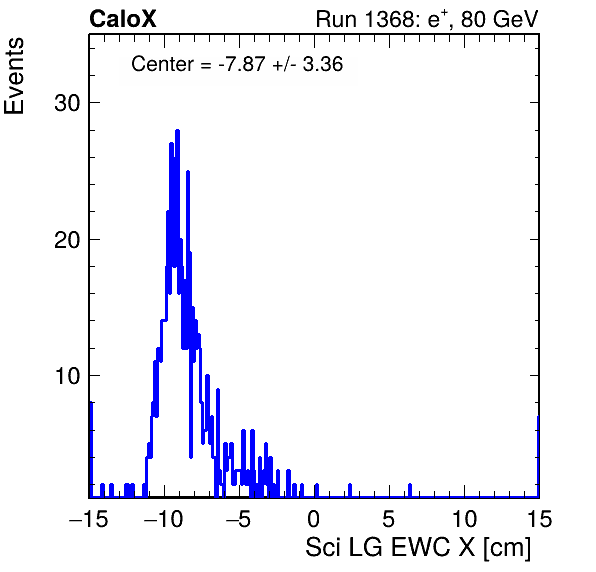 CaloX Run 1368: e⁺, 80 GeV
Center = -7.87 +/- 3.36
Events
30
20
10
−15 −10 −5 0 5 10 15
Sci LG EWC X [cm]